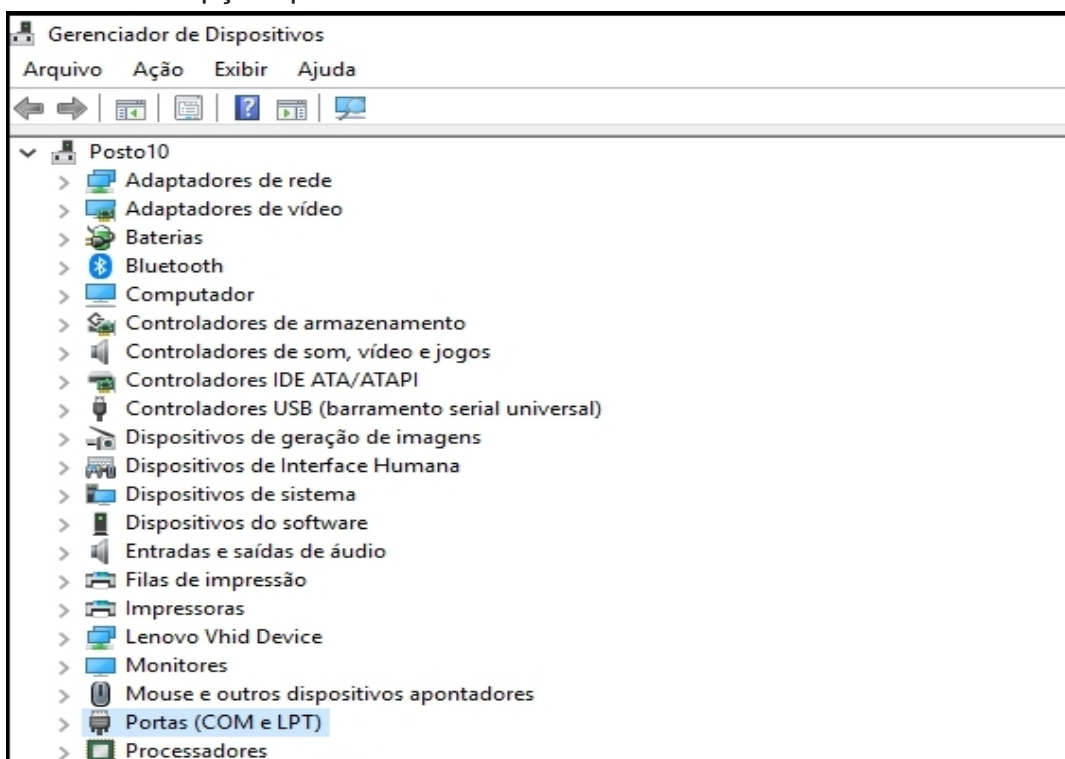 Gerenciador de Dispositivos
Arquivo Ação Exibir Ajuda
Posto10
Adaptadores de rede
Adaptadores de vídeo
Baterias
Bluetooth
Computador
Controladores de armazenamento
Controladores de som, vídeo e jogos
Controladores IDE ATA/ATAPI
Controladores USB (barramento serial universal)
Dispositivos de geração de imagens
Dispositivos de Interface Humana
Dispositivos de sistema
Dispositivos do software
Entradas e saídas de áudio
Filas de impressão
Impressoras
Lenovo Vhid Device
Monitores
Mouse e outros dispositivos apontadores
Portas (COM e LPT)
Processadores